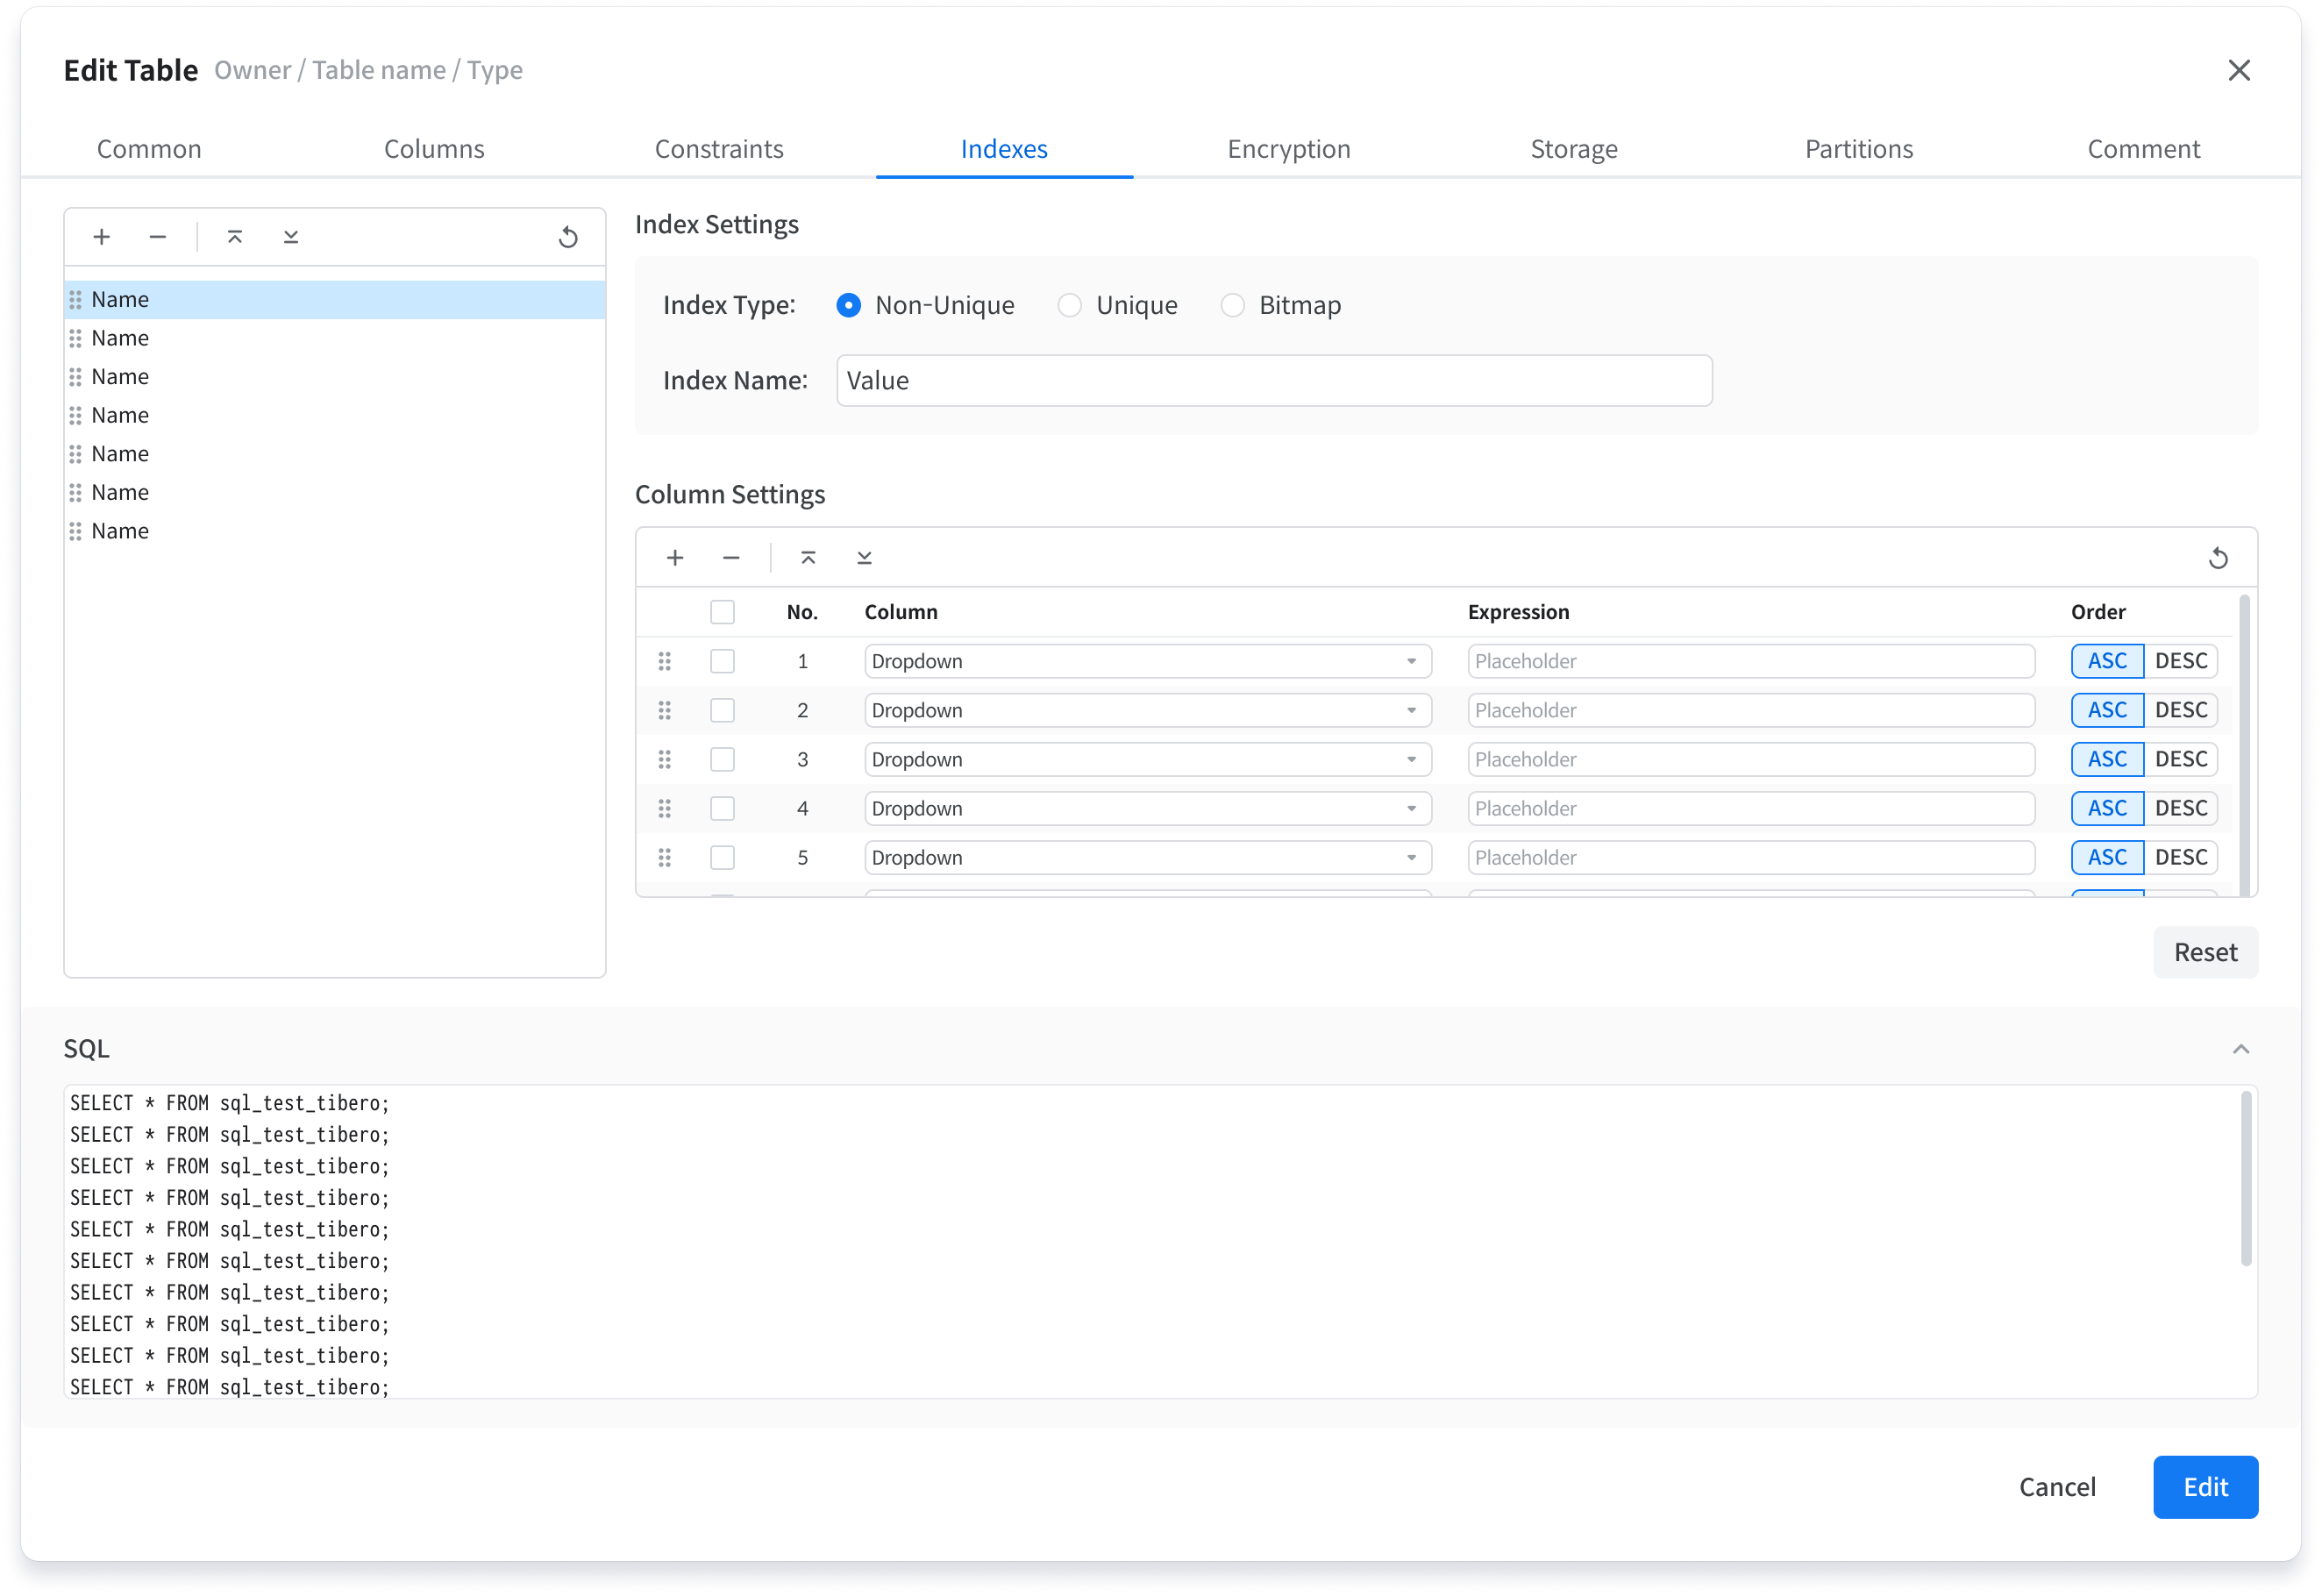 Edit Table Owner / Table name / Type
Common Columns Constraints Indexes Encryption Storage Partitions Comment
Name
Name
Name
Name
Name
Name
Name
Index Settings
Index Type: Non-Unique Unique Bitmap
Index Name: Value
Column Settings
No. Column Expression Order
1 Dropdown Placeholder ASC DESC
2 Dropdown Placeholder ASC DESC
3 Dropdown Placeholder ASC DESC
4 Dropdown Placeholder ASC DESC
5 Dropdown Placeholder ASC DESC
Reset
SQL
SELECT * FROM sql_test_tibero;
SELECT * FROM sql_test_tibero;
SELECT * FROM sql_test_tibero;
SELECT * FROM sql_test_tibero;
SELECT * FROM sql_test_tibero;
SELECT * FROM sql_test_tibero;
SELECT * FROM sql_test_tibero;
SELECT * FROM sql_test_tibero;
SELECT * FROM sql_test_tibero;
SELECT * FROM sql_test_tibero;
Cancel Edit